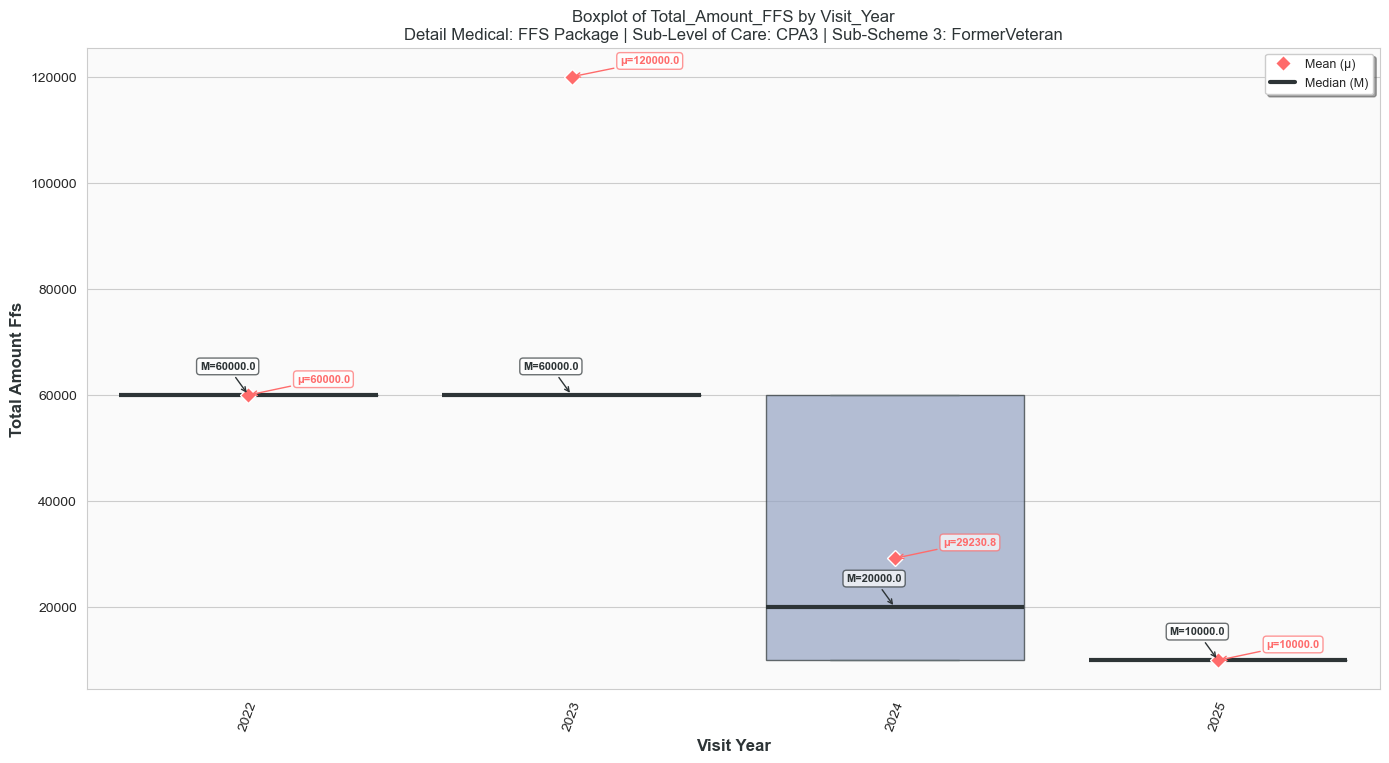 Boxplot of Total_Amount_FFS by Visit_Year
Detail Medical: FFS Package | Sub-Level of Care: CPA3 | Sub-Scheme 3: FormerVeteran
Mean (μ)
Median (M)
Total Amount Ffs
120000
100000
80000
60000
40000
20000
μ=120000.0
M=60000.0
μ=60000.0
M=60000.0
μ=29230.8
M=20000.0
M=10000.0
μ=10000.0
2022
2023
2024
2025
Visit Year